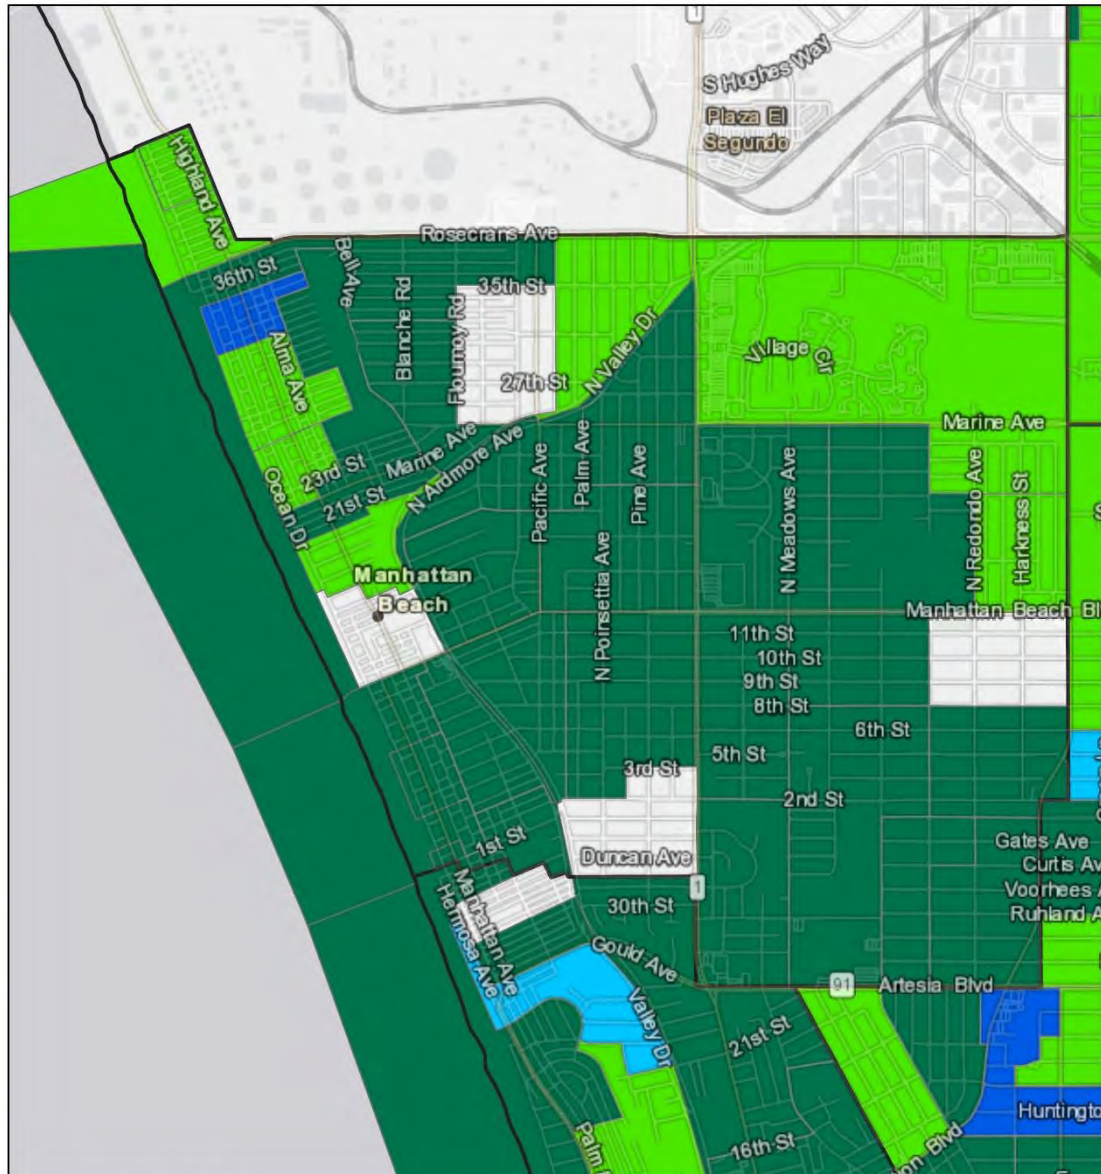 1
S Hughes Way
Plaza El
Segundo
Highland Ave
Rosecrans Ave
36th St
Bell Ave
35th St
Blanche Rd
Flournoy Rd
N Valley Dr
Village Cir
Alma Ave
27th St
Marine Ave
Marine Ave
N Ardmore Ave
23rd St
21st St
Ocean Dr
Pacific Ave
Palm Ave
Pine Ave
N Meadows Ave
N Redondo Ave
Harkness St
Manhattan
Beach
N Poinsettia Ave
Manhattan Beach Bl
11th St
10th St
9th St
8th St
6th St
5th St
3rd St
2nd St
1st St
Duncan Ave
Gates Ave
Curtis Av
Voorhees A
Ruhland A
1
30th St
Manhattan Ave
Hermosa Ave
Gould Ave
Valley Dr
91
Artesia Blvd
21st St
Huntingto
16th St
Palm
on Blvd